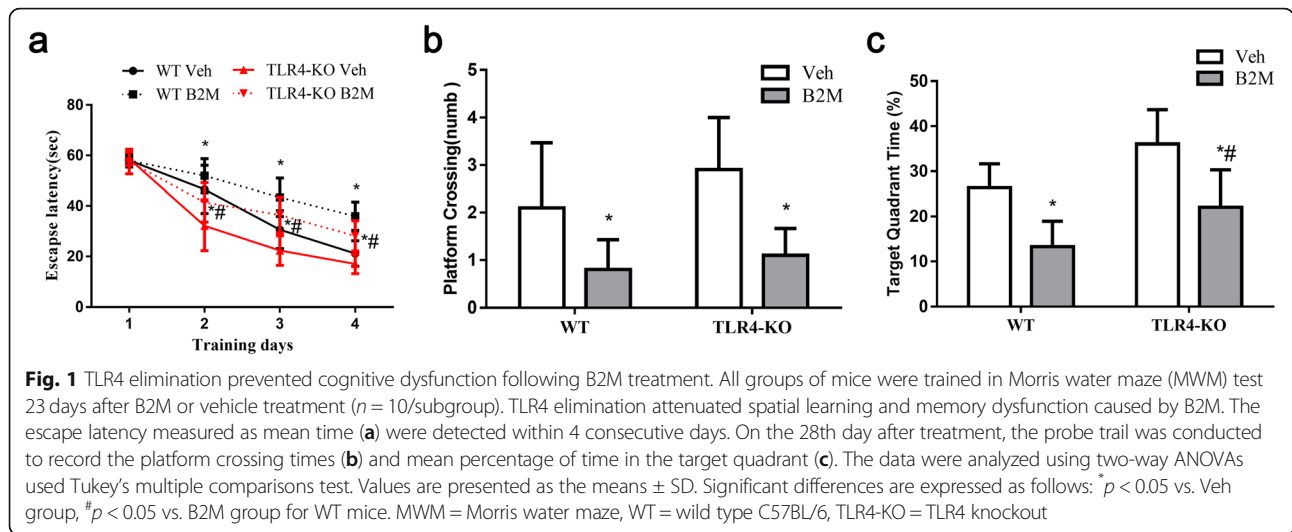 a
WT Veh
TLR4-KO Veh
WT B2M
TLR4-KO B2M
Escapse latency(sec)
80
60
40
20
0
*
*
*
*#
*#
*#
1 2 3 4
Training days
b
Veh
B2M
Platform Crossing(numb )
5
4
3
2
1
0
*
*
WT TLR4-KO
c
Veh
B2M
Target Quadrant Time (%)
50
40
30
20
10
0
*
*#
WT TLR4-KO
Fig. 1 TLR4 elimination prevented cognitive dysfunction following B2M treatment. All groups of mice were trained in Morris water maze (MWM) test
23 days after B2M or vehicle treatment (n = 10/subgroup). TLR4 elimination attenuated spatial learning and memory dysfunction caused by B2M. The
escape latency measured as mean time (a) were detected within 4 consecutive days. On the 28th day after treatment, the probe trail was conducted
to record the platform crossing times (b) and mean percentage of time in the target quadrant (c). The data were analyzed using two-way ANOVAs
used Tukey's multiple comparisons test. Values are presented as the means ± SD. Significant differences are expressed as follows: *p < 0.05 vs. Veh
group, #p < 0.05 vs. B2M group for WT mice. MWM = Morris water maze, WT = wild type C57BL/6, TLR4-KO = TLR4 knockout